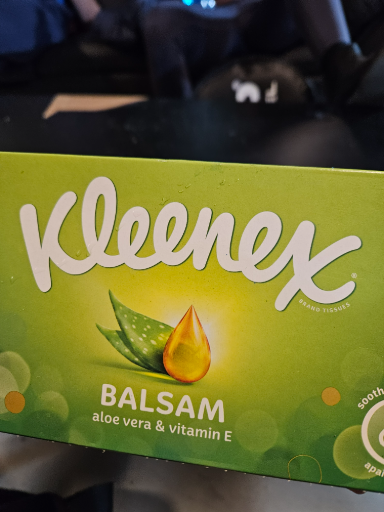 Kleenex®
BRAND TISSUES
BALSAM
aloe vera & vitamin E